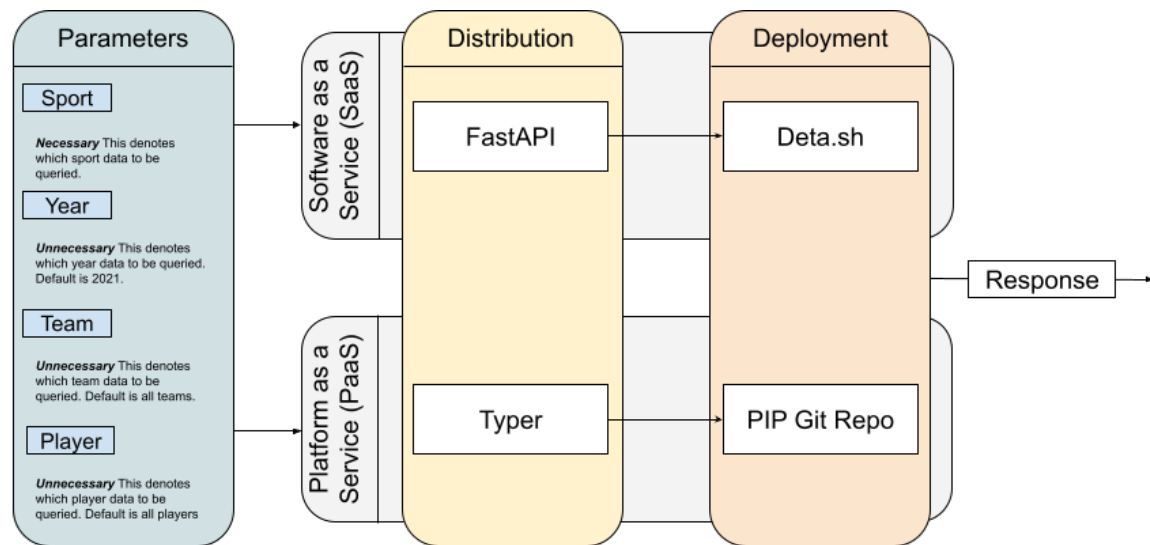 Parameters
Sport
Necessary This denotes
which sport data to be
queried.
Year
Unnecessary This denotes
which year data to be queried.
Default is 2021.
Team
Unnecessary This denotes
which team data to be
queried. Default is all teams.
Player
Unnecessary This denotes
which player data to be
queried. Default is all players
Software as a
Service (SaaS)
Platform as a
Service (PaaS)
Distribution
FastAPI
Typer
Deployment
Deta.sh
PIP Git Repo
Response